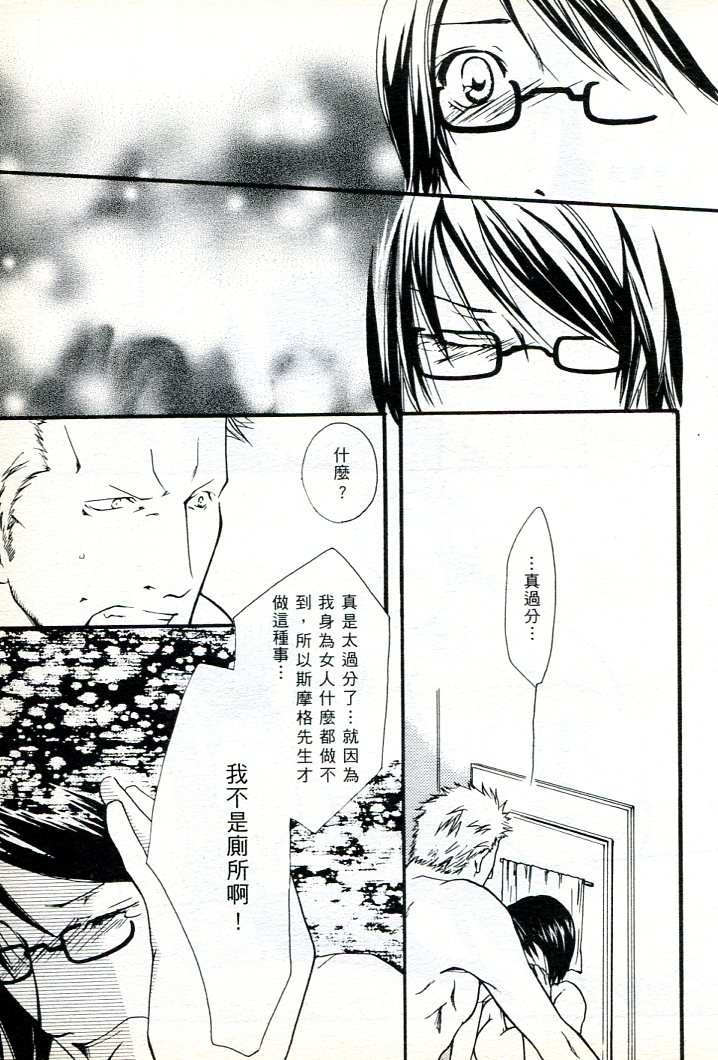 …真過分…
什麼？
真是太過分了…就因為
我身為女人什麼都做不
到，所以斯摩格先生才
做這種事…
我不是廁所啊！